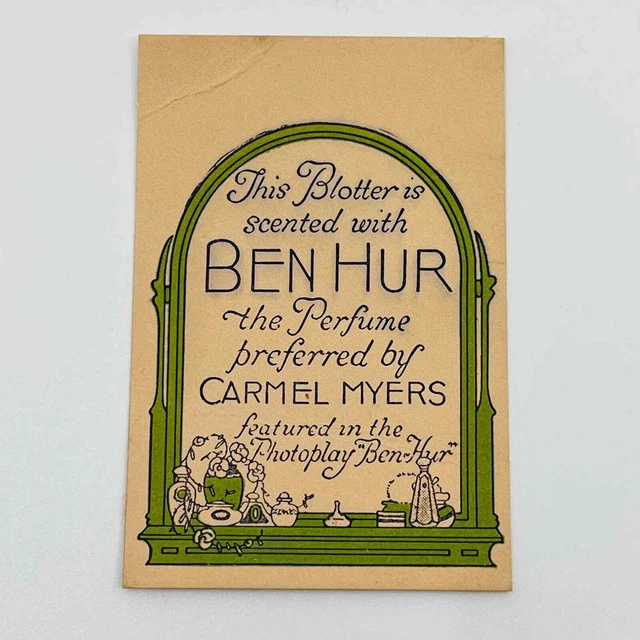 This Blotter is
scented with
BEN HUR
the Perfume
preferred by
CARMEL MYERS
featured in the
Photoplay "Ben-Hur"